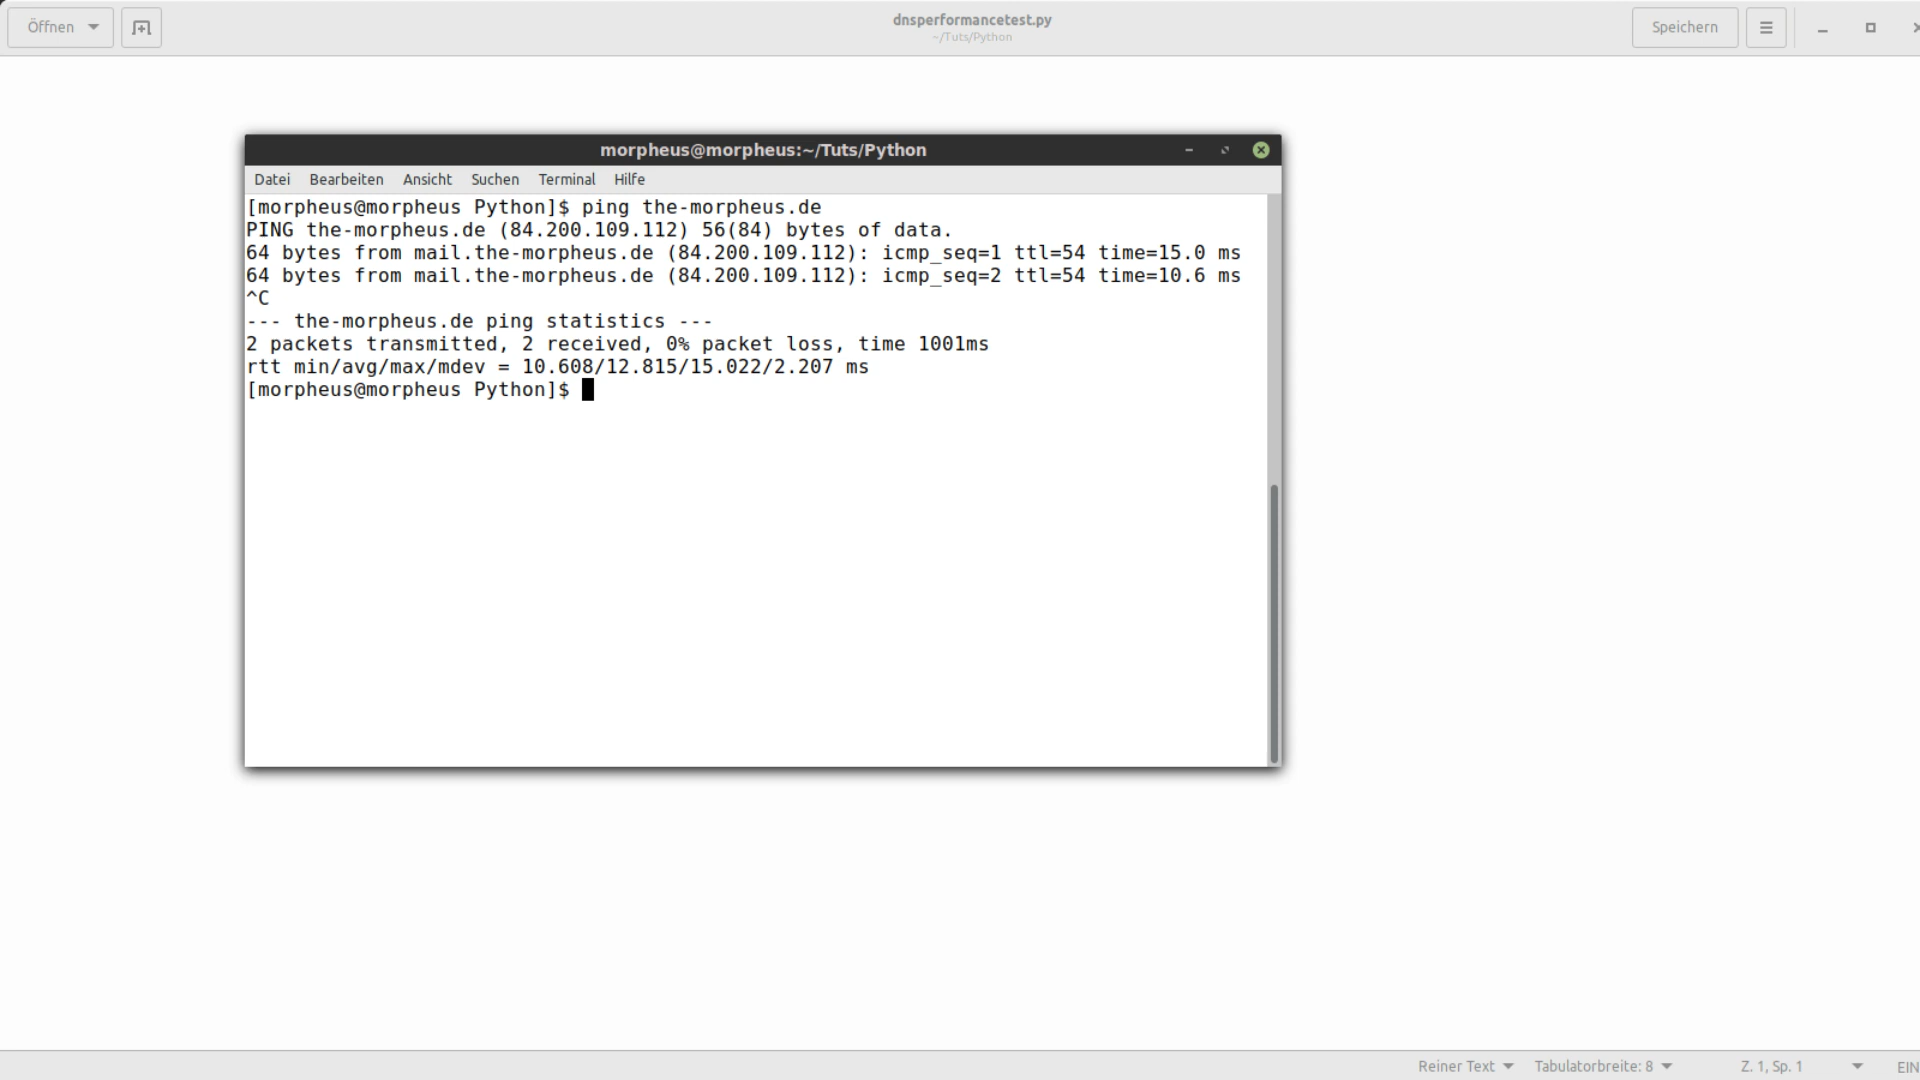 Öffnen
dnsperformancetest.py
~/Tuts/Python
Speichern
morpheus@morpheus:~/Tuts/Python
Datei Bearbeiten Ansicht Suchen Terminal Hilfe
[morpheus@morpheus Python]$ ping the-morpheus.de
PING the-morpheus.de (84.200.109.112) 56(84) bytes of data.
64 bytes from mail.the-morpheus.de (84.200.109.112): icmp_seq=1 ttl=54 time=15.0 ms
64 bytes from mail.the-morpheus.de (84.200.109.112): icmp_seq=2 ttl=54 time=10.6 ms
^C
--- the-morpheus.de ping statistics ---
2 packets transmitted, 2 received, 0% packet loss, time 1001ms
rtt min/avg/max/mdev = 10.608/12.815/15.022/2.207 ms
[morpheus@morpheus Python]$
Reiner Text Tabulatorbreite: 8 Z. 1, Sp. 1 EIN